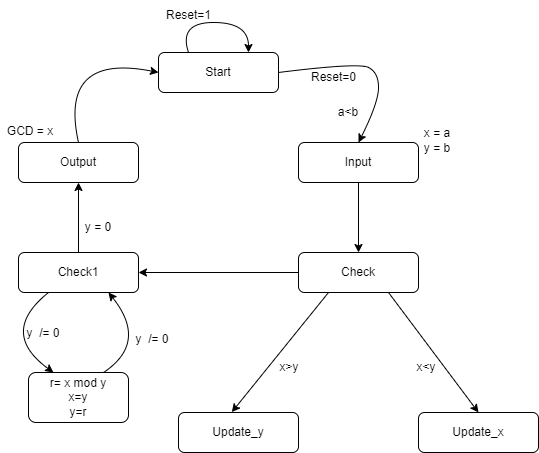 Reset=1
Start
Reset=0
a<b
GCD = x
x = a
y = b
Output
Input
y = 0
Check1
Check
y /= 0
y /= 0
r= x mod y
x=y
y=r
x>y
x<y
Update_y
Update_x